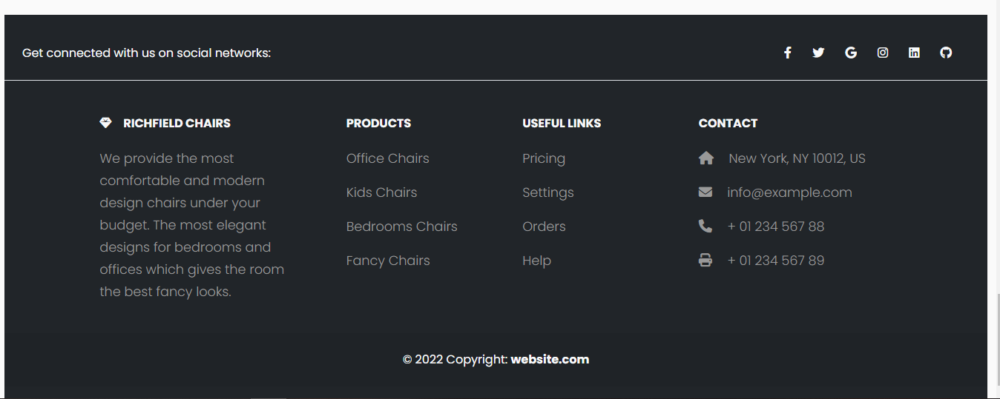 Get connected with us on social networks:
RICHFIELD CHAIRS
We provide the most
comfortable and modern
design chairs under your
budget. The most elegant
designs for bedrooms and
offices which gives the room
the best fancy looks.
PRODUCTS
Office Chairs
Kids Chairs
Bedrooms Chairs
Fancy Chairs
USEFUL LINKS
Pricing
Settings
Orders
Help
CONTACT
New York, NY 10012, US
info@example.com
+ 01 234 567 88
+ 01 234 567 89
© 2022 Copyright: website.com